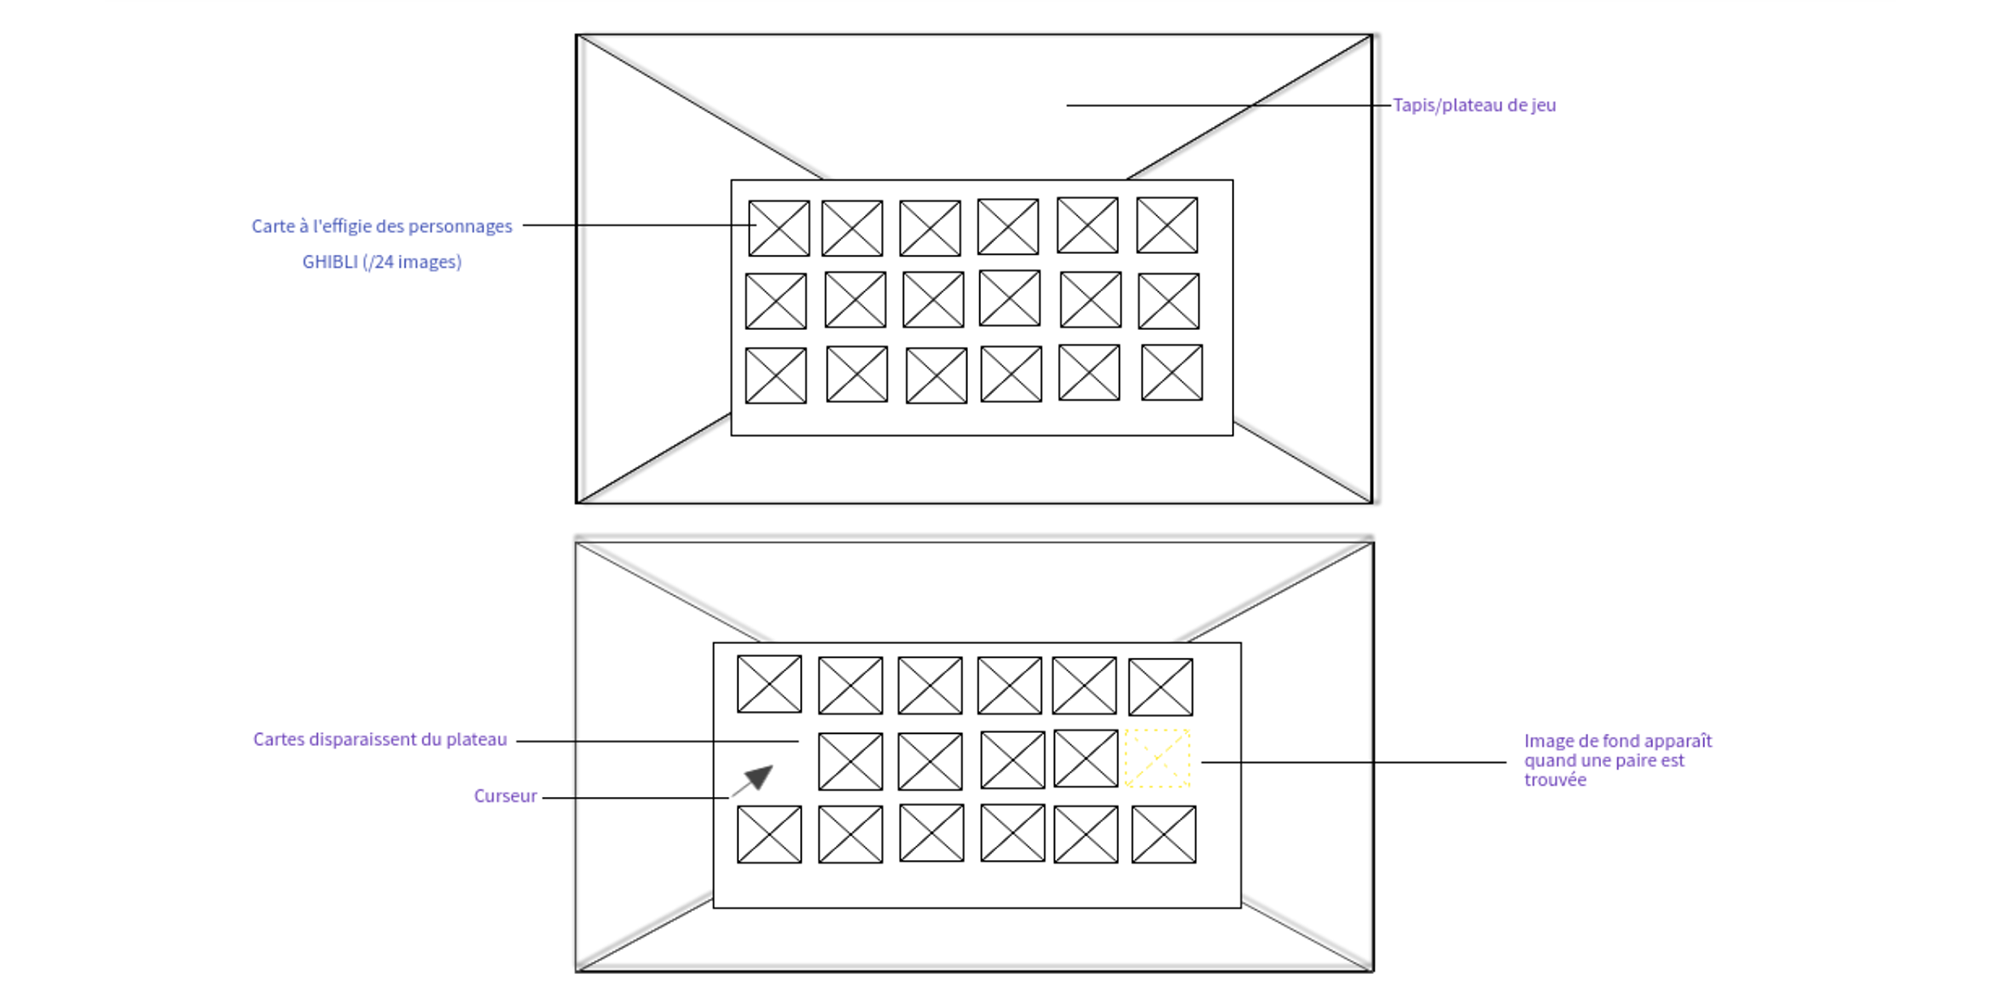 Tapis/plateau de jeu
Carte à l'effigie des personnages
GHIBLI (/24 images)
Cartes disparaissent du plateau
Curseur
Image de fond apparaît
quand une paire est
trouvée